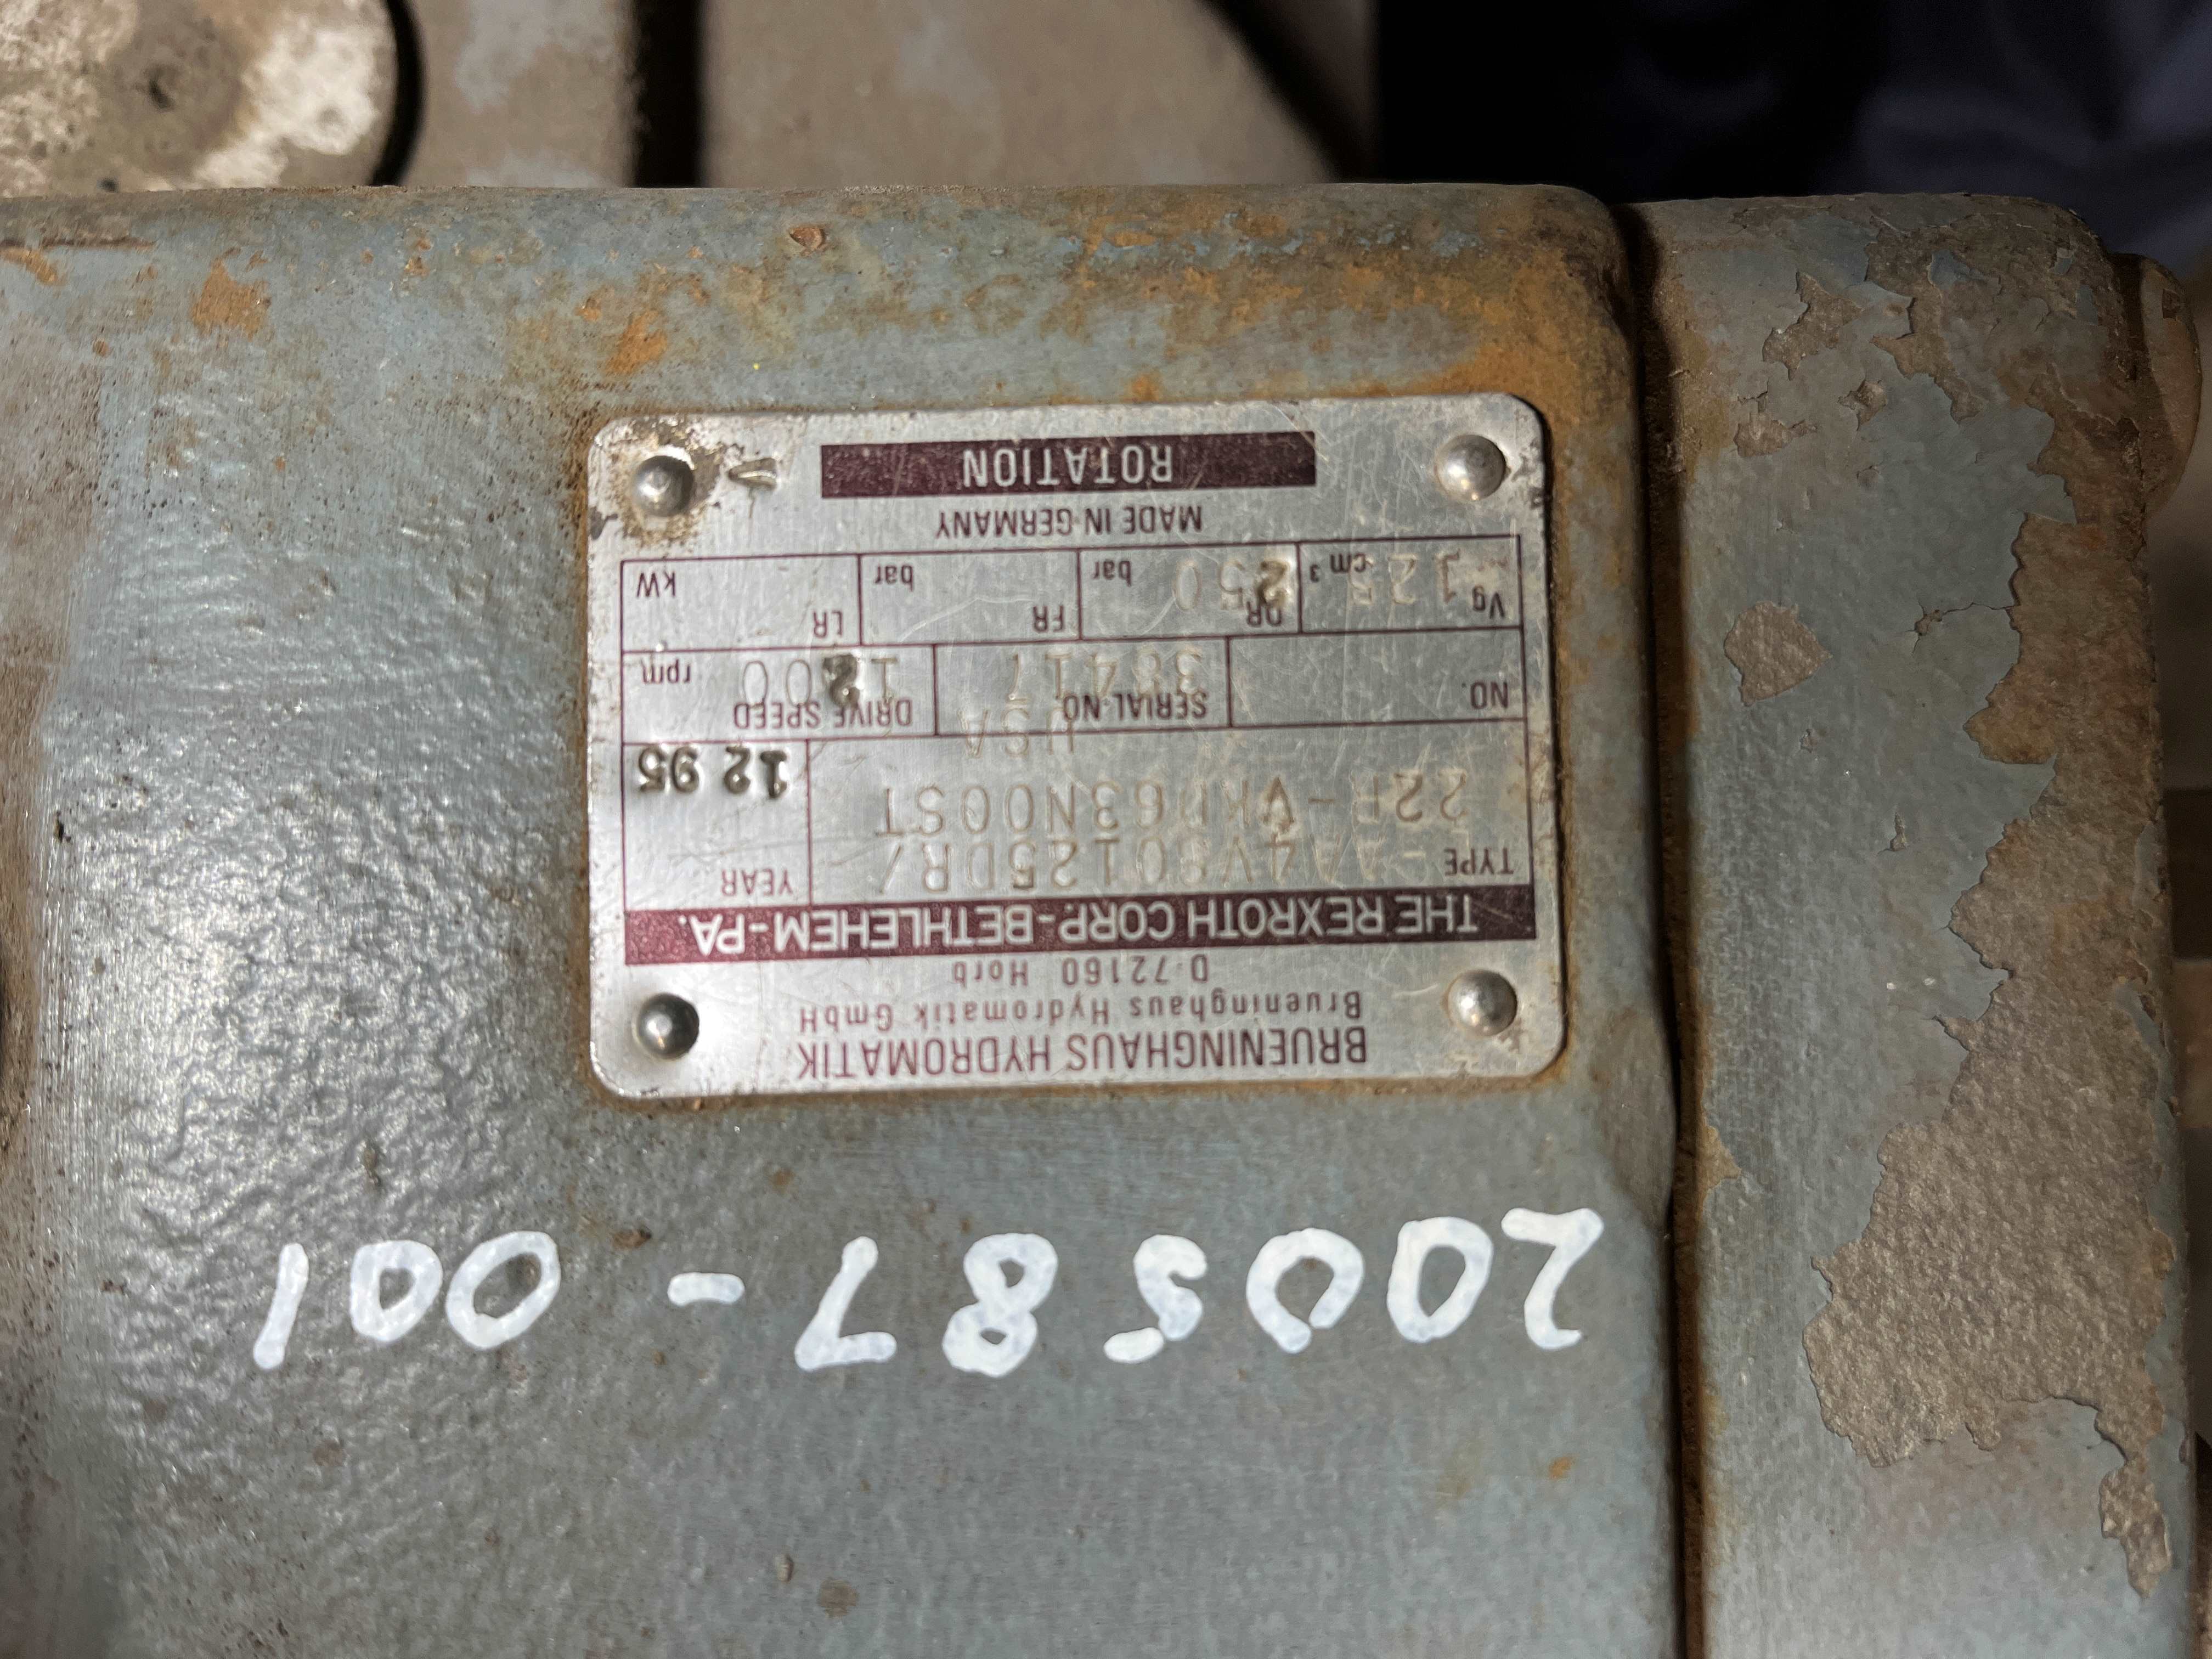 200587-001
BRUENINGHAUS HYDROMATIK
Brueninghaus Hydromatik GmbH
D-72160 Horb
THE REXROTH CORP.-BETHLEHEM-PA.
TYPE -AA4VSO125DR/ YEAR
22R-VKD63N00ST 12 95
USA
NO. SERIAL NO. DRIVE SPEED
38417 1200 rpm
Vg 125 cm³ DR 250 bar FR bar LR kW
MADE IN GERMANY
ROTATION